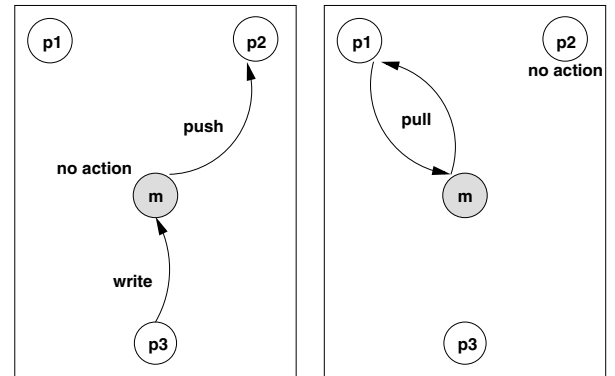 p1
p2
push
no action
m
write
p3
p1
p2
no action
pull
m
p3